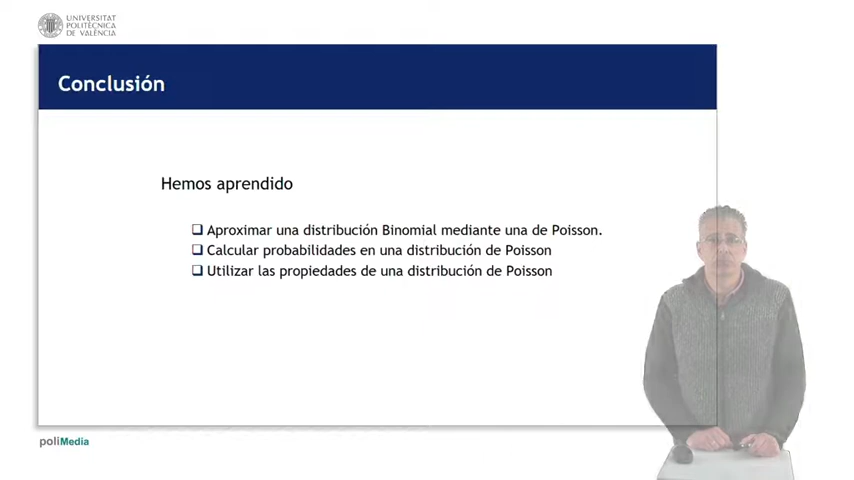 UNIVERSITAT
POLITÈCNICA
DE VALÈNCIA
Conclusión
Hemos aprendido
❑ Aproximar una distribución Binomial mediante una de Poisson.
❑ Calcular probabilidades en una distribución de Poisson
❑ Utilizar las propiedades de una distribución de Poisson
poliMedia